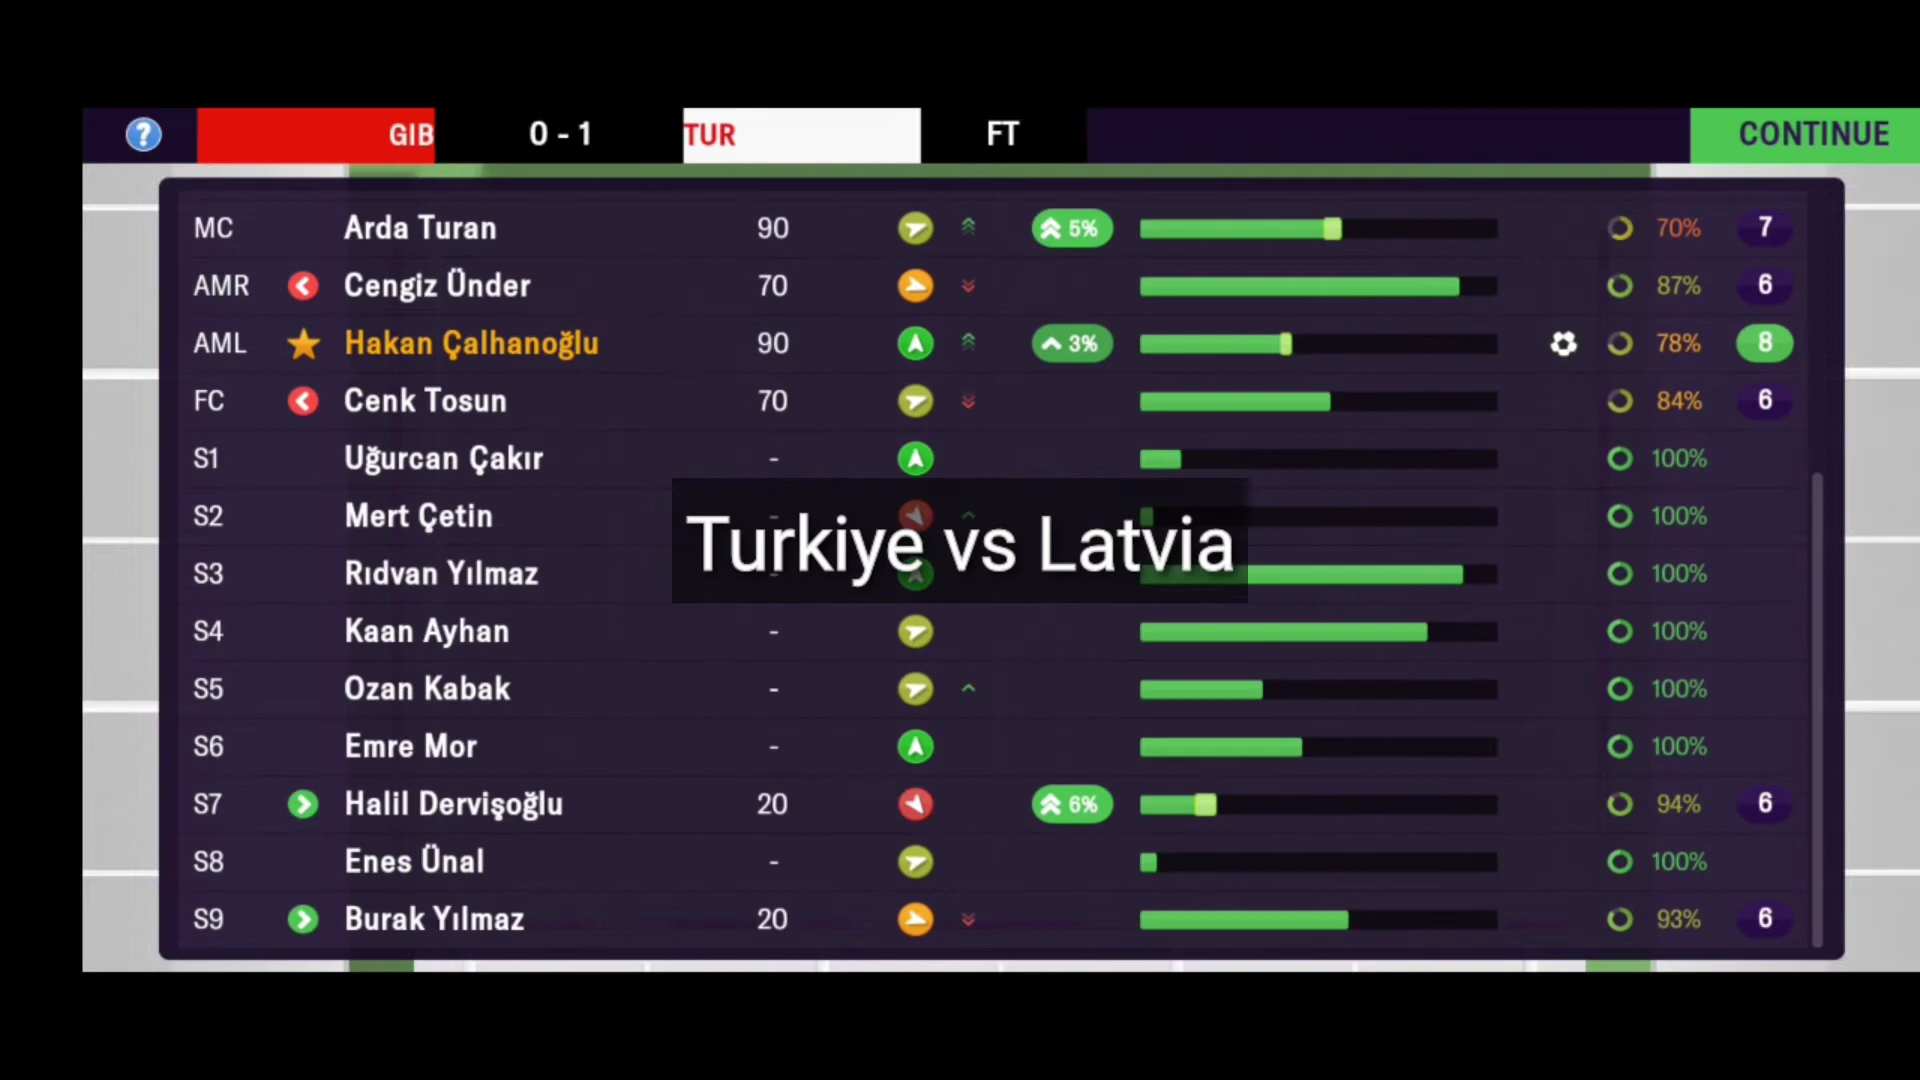 ? GIB 0 - 1 TUR FT CONTINUE
MC Arda Turan 90 5% 70% 7
AMR Cengiz Ünder 70 87% 6
AML Hakan Çalhanoğlu 90 3% 78% 8
FC Cenk Tosun 70 84% 6
S1 Uğurcan Çakır - 100%
S2 Mert Çetin - 100%
Turkiye vs Latvia
S3 Rıdvan Yılmaz - 100%
S4 Kaan Ayhan - 100%
S5 Ozan Kabak - 100%
S6 Emre Mor - 100%
S7 Halil Dervişoğlu 20 6% 94% 6
S8 Enes Ünal - 100%
S9 Burak Yılmaz 20 93% 6